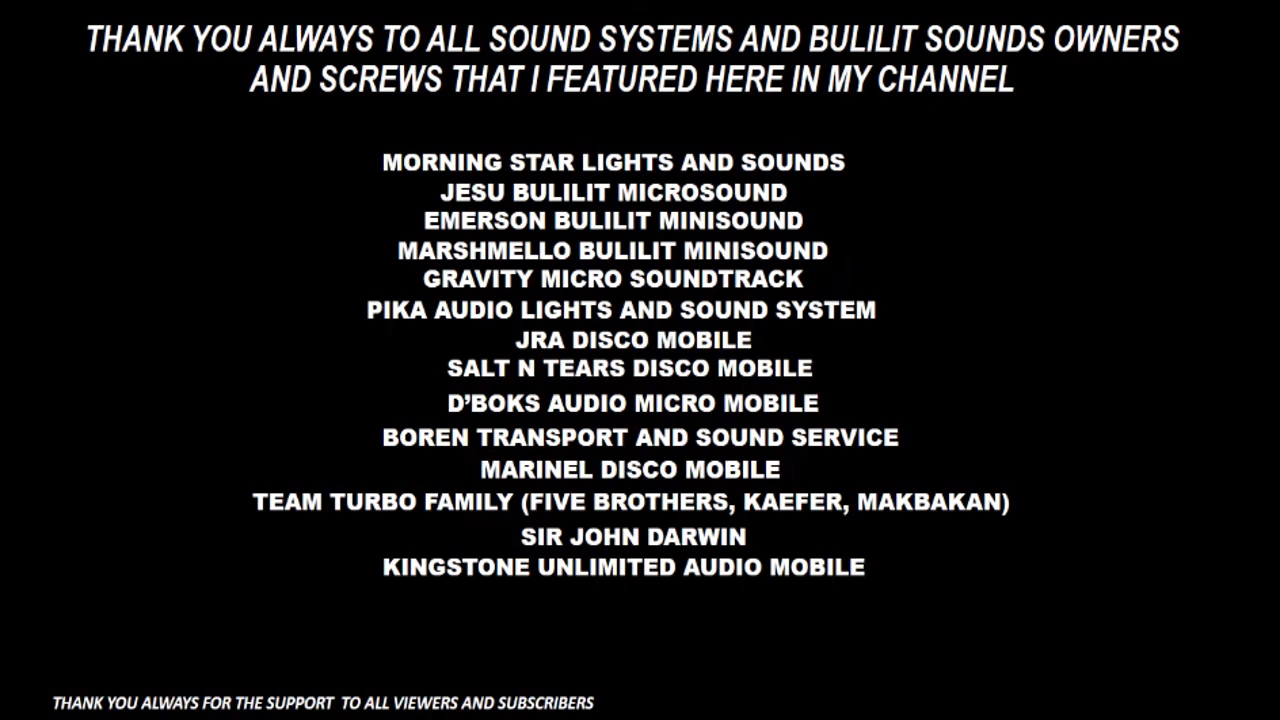 THANK YOU ALWAYS TO ALL SOUND SYSTEMS AND BULILIT SOUNDS OWNERS
AND SCREWS THAT I FEATURED HERE IN MY CHANNEL
MORNING STAR LIGHTS AND SOUNDS
JESU BULILIT MICROSOUND
EMERSON BULILIT MINISOUND
MARSHMELLO BULILIT MINISOUND
GRAVITY MICRO SOUNDTRACK
PIKA AUDIO LIGHTS AND SOUND SYSTEM
JRA DISCO MOBILE
SALT N TEARS DISCO MOBILE
D’BOKS AUDIO MICRO MOBILE
BOREN TRANSPORT AND SOUND SERVICE
MARINEL DISCO MOBILE
TEAM TURBO FAMILY (FIVE BROTHERS, KAEFER, MAKBAKAN)
SIR JOHN DARWIN
KINGSTONE UNLIMITED AUDIO MOBILE
THANK YOU ALWAYS FOR THE SUPPORT TO ALL VIEWERS AND SUBSCRIBERS